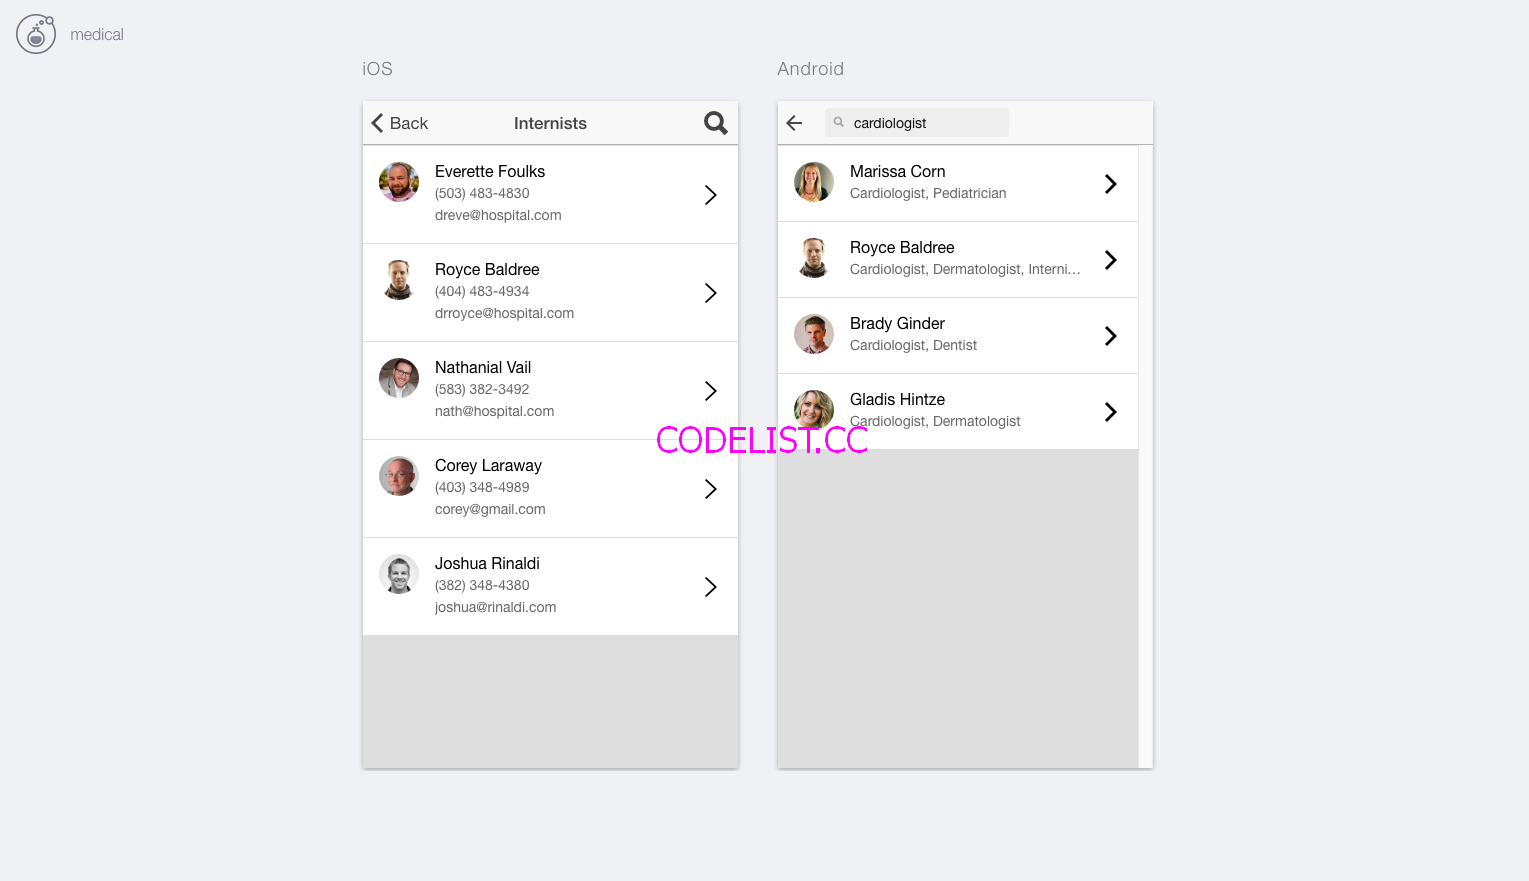 medical
iOS
Back
Internists
Everette Foulks
(503) 483-4830
dreve@hospital.com
Royce Baldree
(404) 483-4934
drroyce@hospital.com
Nathanial Vail
(583) 382-3492
nath@hospital.com
Corey Laraway
(403) 348-4989
corey@gmail.com
Joshua Rinaldi
(382) 348-4380
joshua@rinaldi.com
Android
cardiologist
Marissa Corn
Cardiologist, Pediatrician
Royce Baldree
Cardiologist, Dermatologist, Interni...
Brady Ginder
Cardiologist, Dentist
Gladis Hintze
Cardiologist, Dermatologist
CODELIST.CC